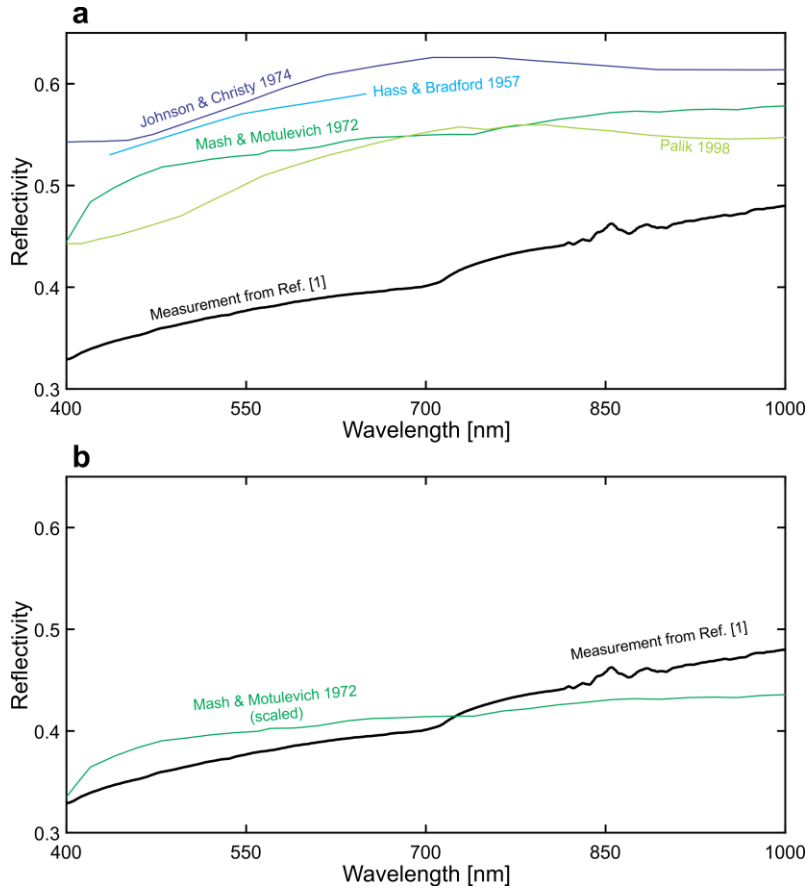 a
Reflectivity
0.6
0.5
0.4
0.3
Johnson & Christy 1974
Hass & Bradford 1957
Mash & Motulevich 1972
Palik 1998
Measurement from Ref. [1]
400
550
700
850
1000
Wavelength [nm]
b
Reflectivity
0.6
0.5
0.4
0.3
Measurement from Ref. [1]
Mash & Motulevich 1972
(scaled)
400
550
700
850
1000
Wavelength [nm]